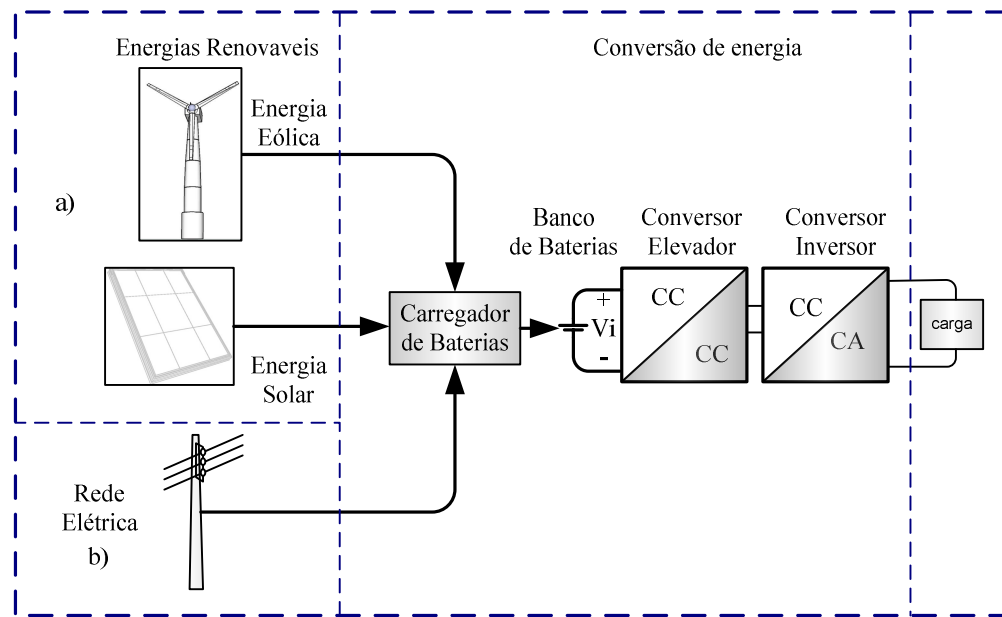 Energias Renovaveis
Conversão de energia
Energia
Eólica
a)
Banco
de Baterias
Conversor
Elevador
Conversor
Inversor
+
Vi
-
CC
CC
CC
CA
carga
Carregador
de Baterias
Energia
Solar
Rede
Elétrica
b)